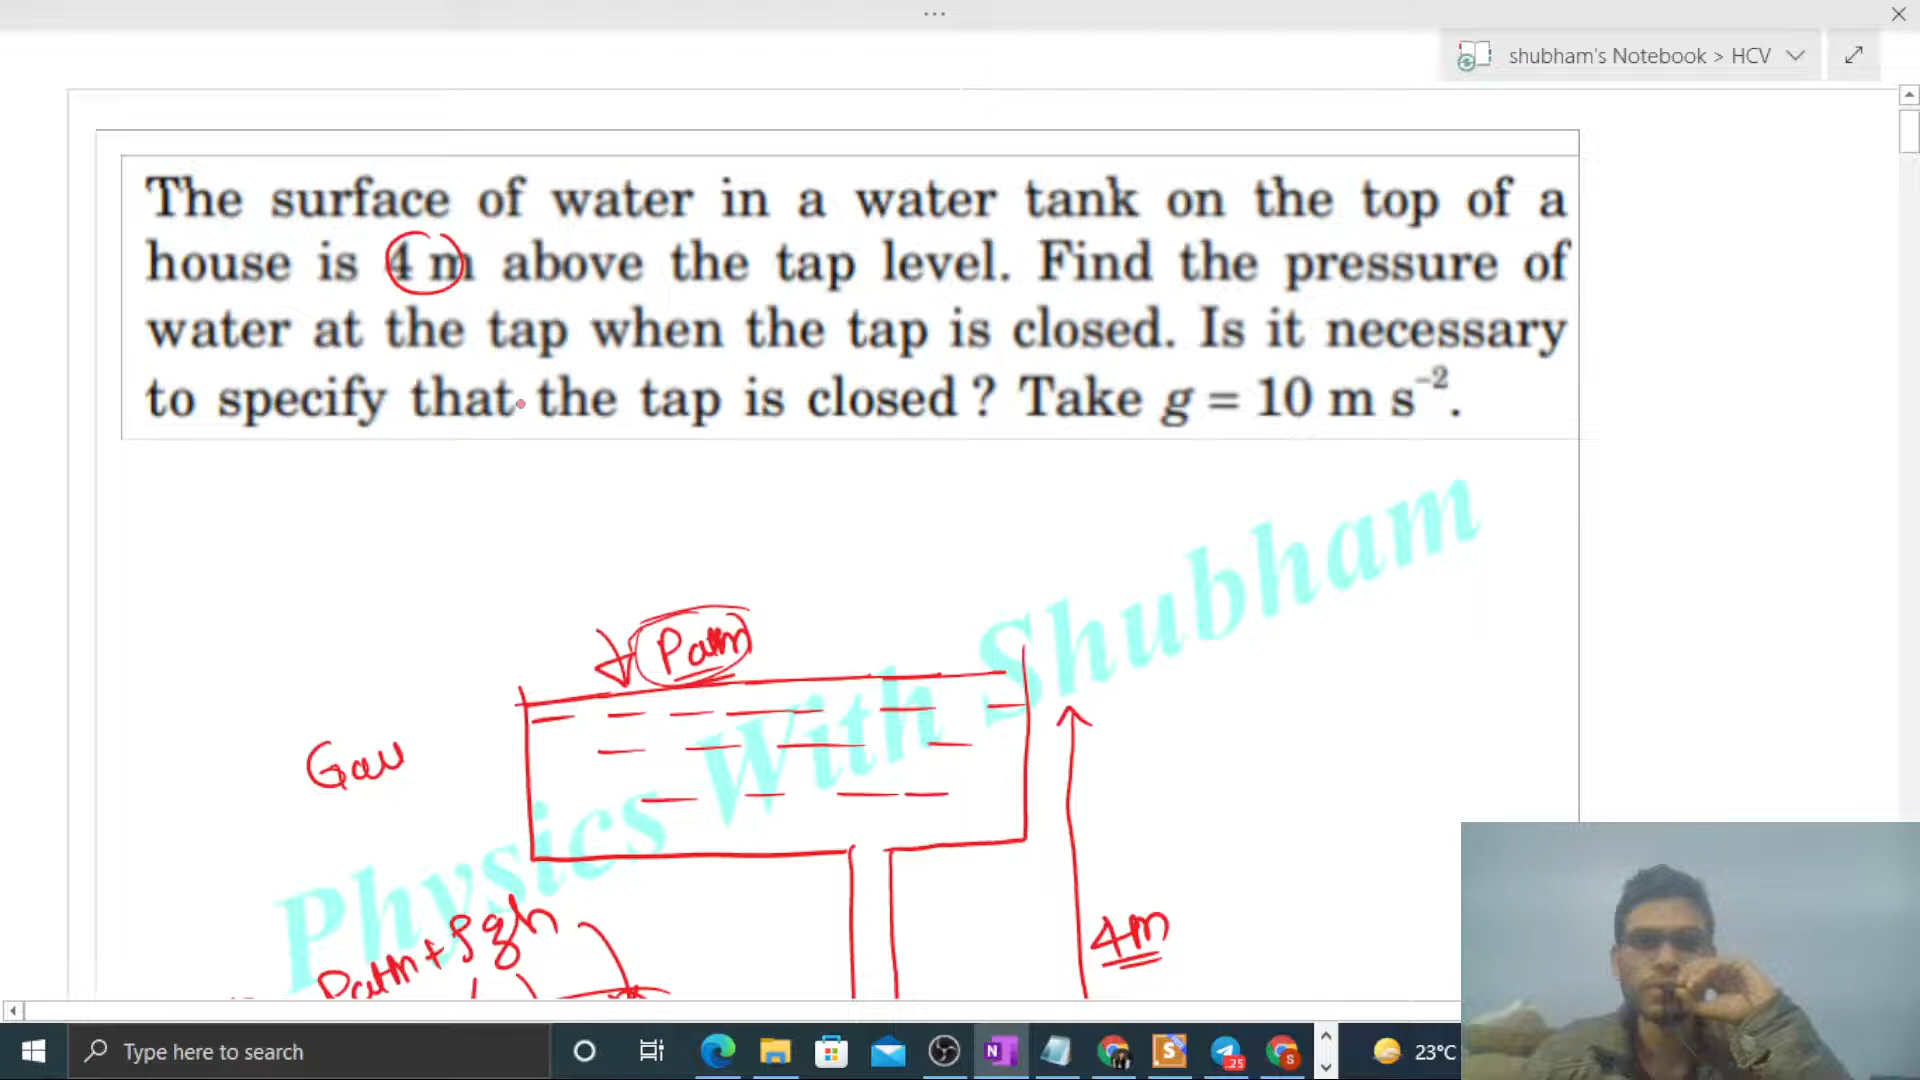 ...
shubham's Notebook > HCV
The surface of water in a water tank on the top of a
house is 4 m above the tap level. Find the pressure of
water at the tap when the tap is closed. Is it necessary
to specify that the tap is closed? Take g = 10 m s⁻².
Physics With Shubham
Patm
Gau
Patm + ρgh
4m
Type here to search
N
S
25
S
23°C